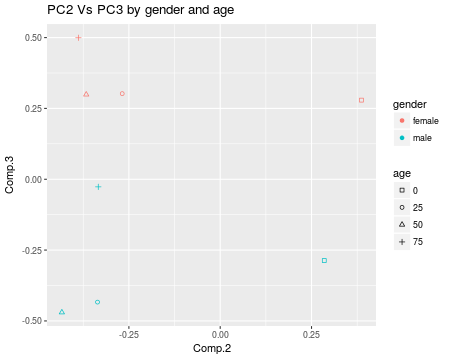 PC2 Vs PC3 by gender and age
0.50
0.25
0.00
-0.25
-0.50
Comp.3
-0.25
0.00
0.25
Comp.2
gender
female
male
age
0
25
50
75